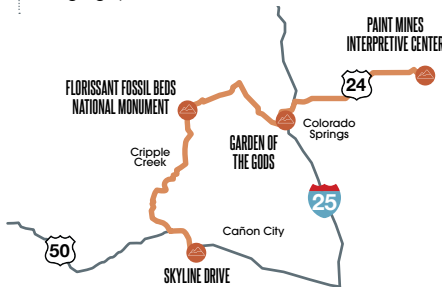 PAINT MINES
INTERPRETIVE CENTER
24
FLORISSANT FOSSIL BEDS
NATIONAL MONUMENT
Colorado
Springs
GARDEN OF
THE GODS
Cripple
Creek
25
Cañon City
50
SKYLINE DRIVE